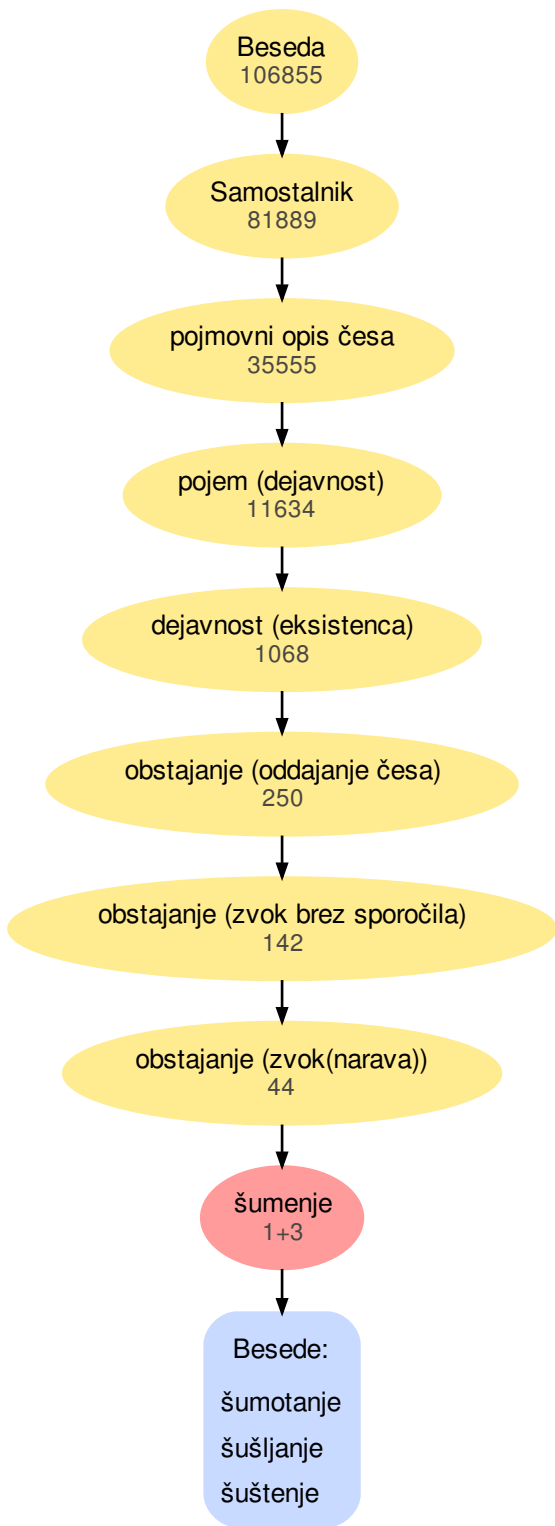 Beseda
106855
Samostalnik
81889
pojmovni opis česa
35555
pojem (dejavnost)
11634
dejavnost (eksistenca)
1068
obstajanje (oddajanje česa)
250
obstajanje (zvok brez sporočila)
142
obstajanje (zvok(narava))
44
šumenje
1+3
Besede:
šumotanje
šušljanje
šuštenje